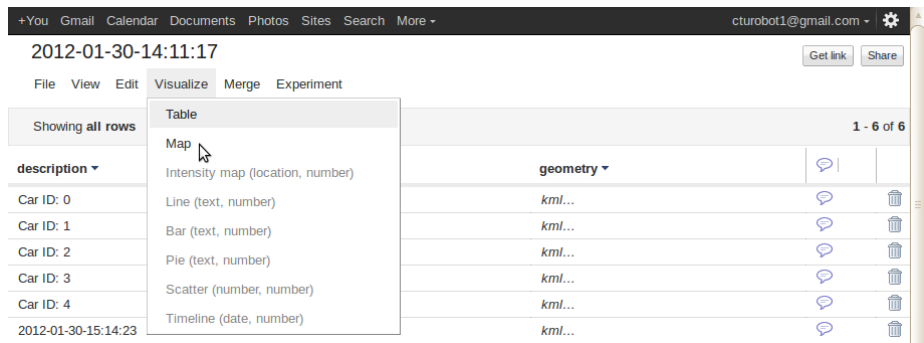 +You Gmail Calendar Documents Photos Sites Search More cturobot1@gmail.com
2012-01-30-14:11:17
Get link Share
File View Edit Visualize Merge Experiment
Table
Showing all rows 1 - 6 of 6
Map
description geometry
Intensity map (location, number)
Car ID: 0 kml...
Line (text, number)
Car ID: 1 kml...
Bar (text, number)
Car ID: 2 kml...
Pie (text, number)
Car ID: 3 kml...
Scatter (number, number)
Car ID: 4 kml...
Timeline (date, number)
2012-01-30-15:14:23 kml...